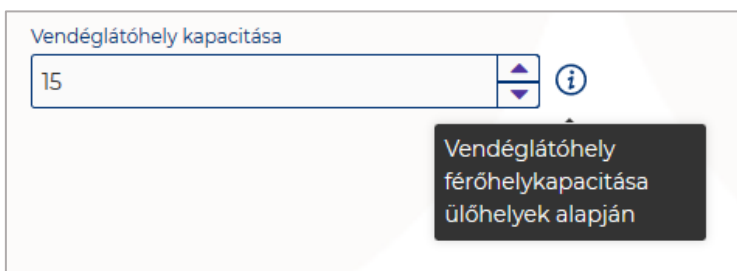 Vendéglátóhely kapacitása
15
Vendéglátóhely
férőhelykapacitása
ülőhelyek alapján